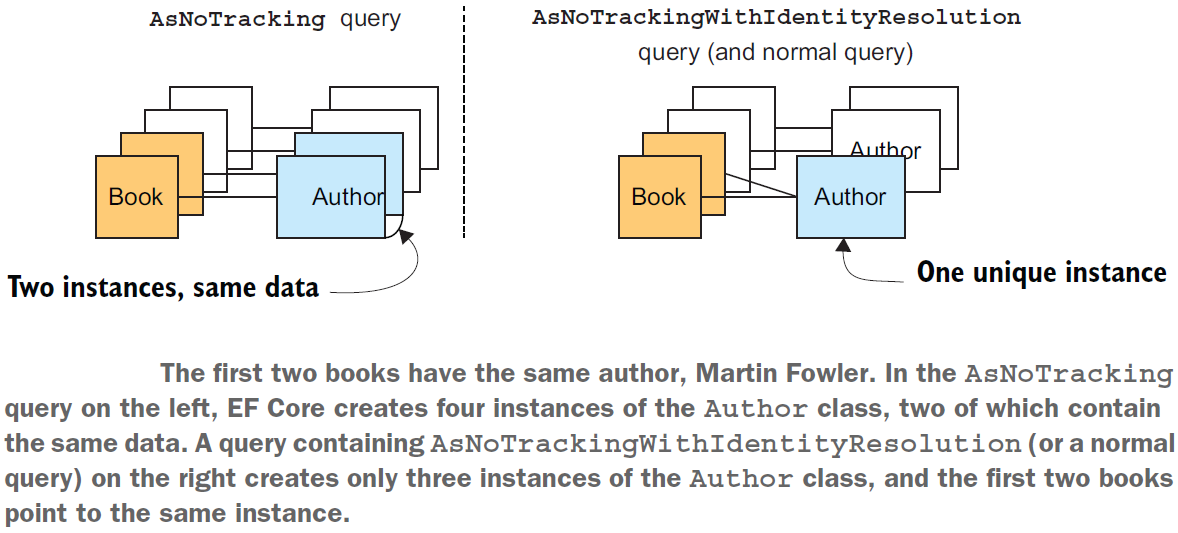 AsNoTracking query
AsNoTrackingWithIdentityResolution
query (and normal query)
Book
Author
Author
Book
Author
Two instances, same data
One unique instance
The first two books have the same author, Martin Fowler. In the AsNoTracking
query on the left, EF Core creates four instances of the Author class, two of which contain
the same data. A query containing AsNoTrackingWithIdentityResolution (or a normal
query) on the right creates only three instances of the Author class, and the first two books
point to the same instance.